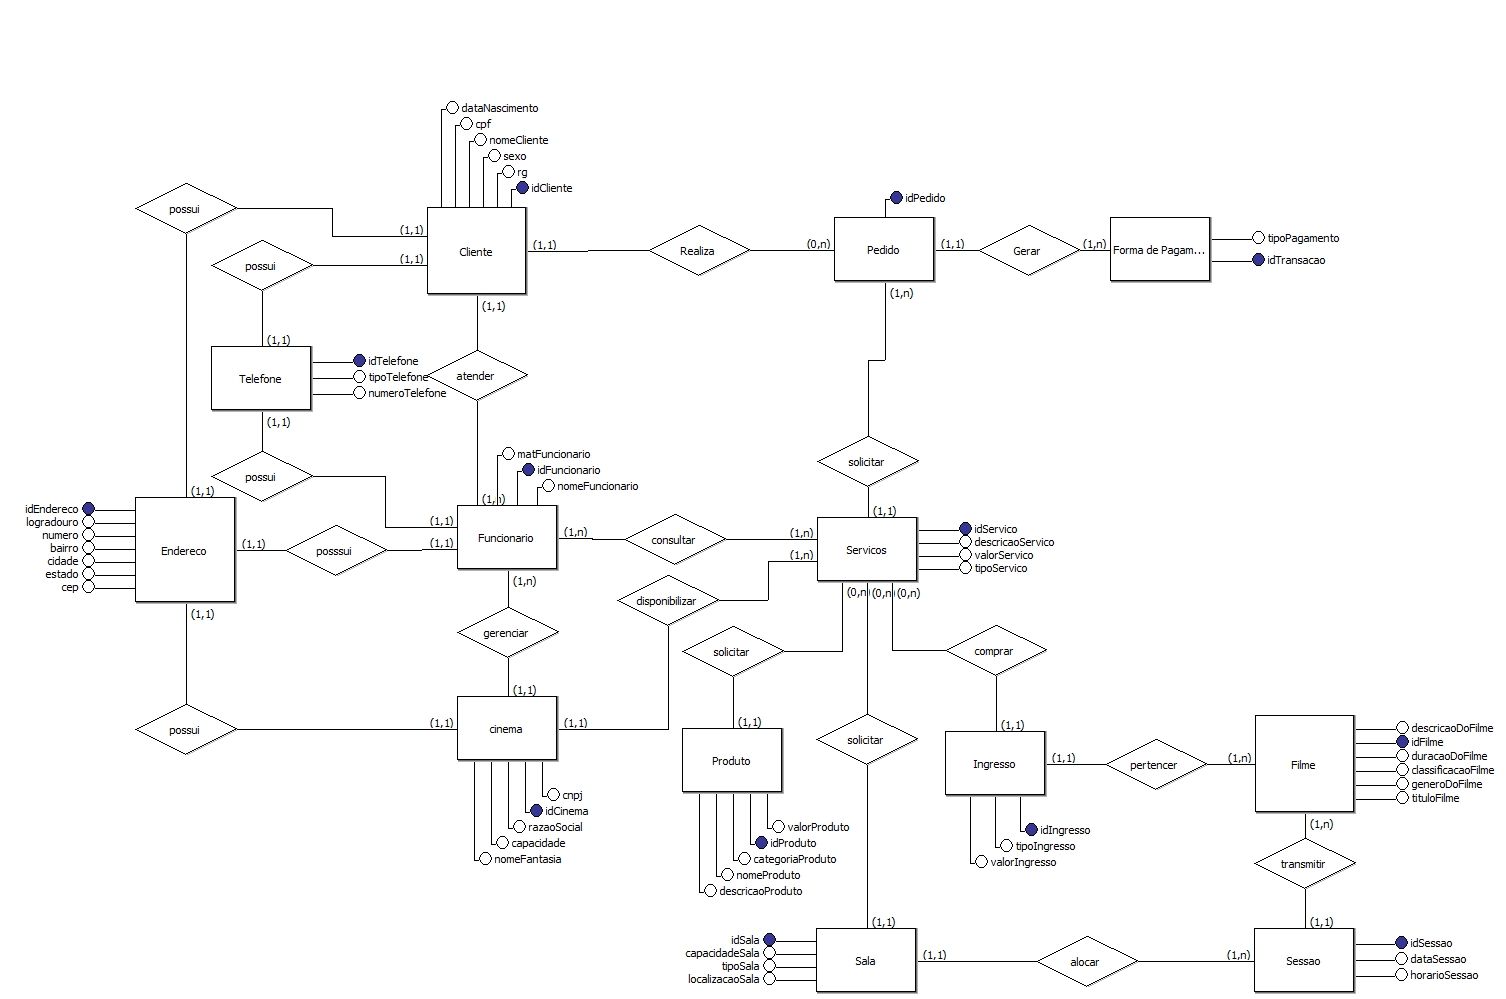 dataNascimento
cpf
nomeCliente
sexo
rg
idCliente
idPedido
possui
(1,1)
Cliente
(1,1)
Realiza
(0,n)
Pedido
(1,1)
Gerar
(1,n)
Forma de Pagam...
tipoPagamento
idTransacao
possui
(1,1)
(1,1)
(1,n)
(1,1)
Telefone
idTelefone
tipoTelefone
numeroTelefone
atender
(1,1)
possui
solicitar
matFuncionario
idFuncionario
nomeFuncionario
(1,1)
(1,n)
idEndereco
logradouro
numero
bairro
cidade
estado
cep
Endereco
(1,1)
posssui
(1,1)
(1,1)
Funcionario
(1,n)
consultar
(1,n)
(1,n)
(1,1)
Servicos
idServico
descricaoServico
valorServico
tipoServico
(1,n)
disponibilizar
(0,n)
(0,n)
(0,n)
(1,1)
gerenciar
solicitar
comprar
(1,1)
possui
(1,1)
cinema
(1,1)
(1,1)
Produto
solicitar
(1,1)
Ingresso
(1,1)
pertencer
(1,n)
Filme
descricaoDoFilme
idFilme
duracaoDoFilme
classificacaoFilme
generoDoFilme
tituloFilme
cnpj
idCinema
razaoSocial
capacidade
nomeFantasia
valorProduto
idProduto
categoriaProduto
nomeProduto
descricaoProduto
idIngresso
tipoIngresso
valorIngresso
(1,n)
transmitir
(1,1)
(1,1)
idSala
capacidadeSala
tipoSala
localizacaoSala
Sala
(1,1)
alocar
(1,n)
Sessao
idSessao
dataSessao
horarioSessao